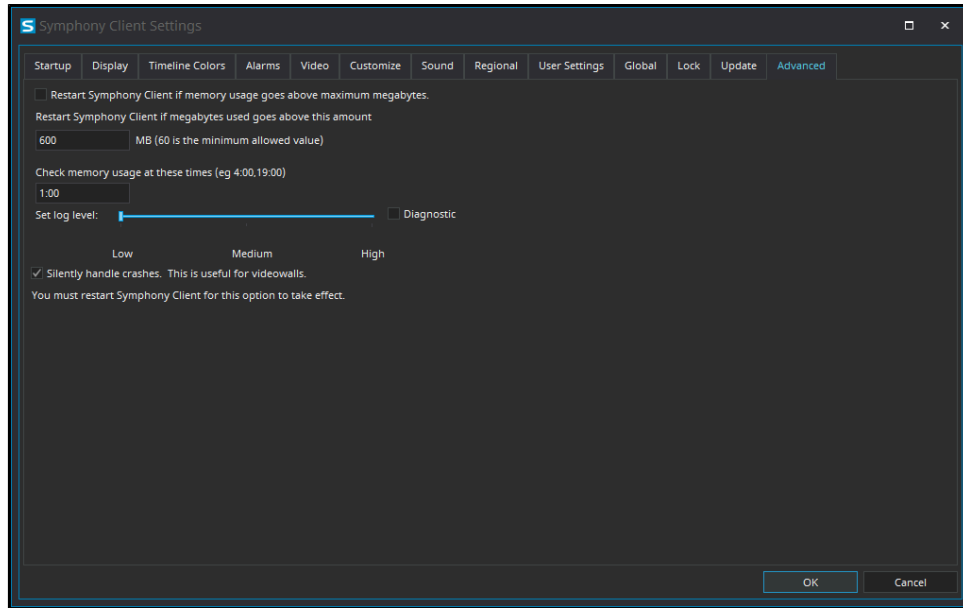 S Symphony Client Settings
Startup Display Timeline Colors Alarms Video Customize Sound Regional User Settings Global Lock Update Advanced
Restart Symphony Client if memory usage goes above maximum megabytes.
Restart Symphony Client if megabytes used goes above this amount
600 MB (60 is the minimum allowed value)
Check memory usage at these times (eg 4:00,19:00)
1:00
Set log level: Diagnostic
Low Medium High
Silently handle crashes. This is useful for videowalls.
You must restart Symphony Client for this option to take effect.
OK Cancel